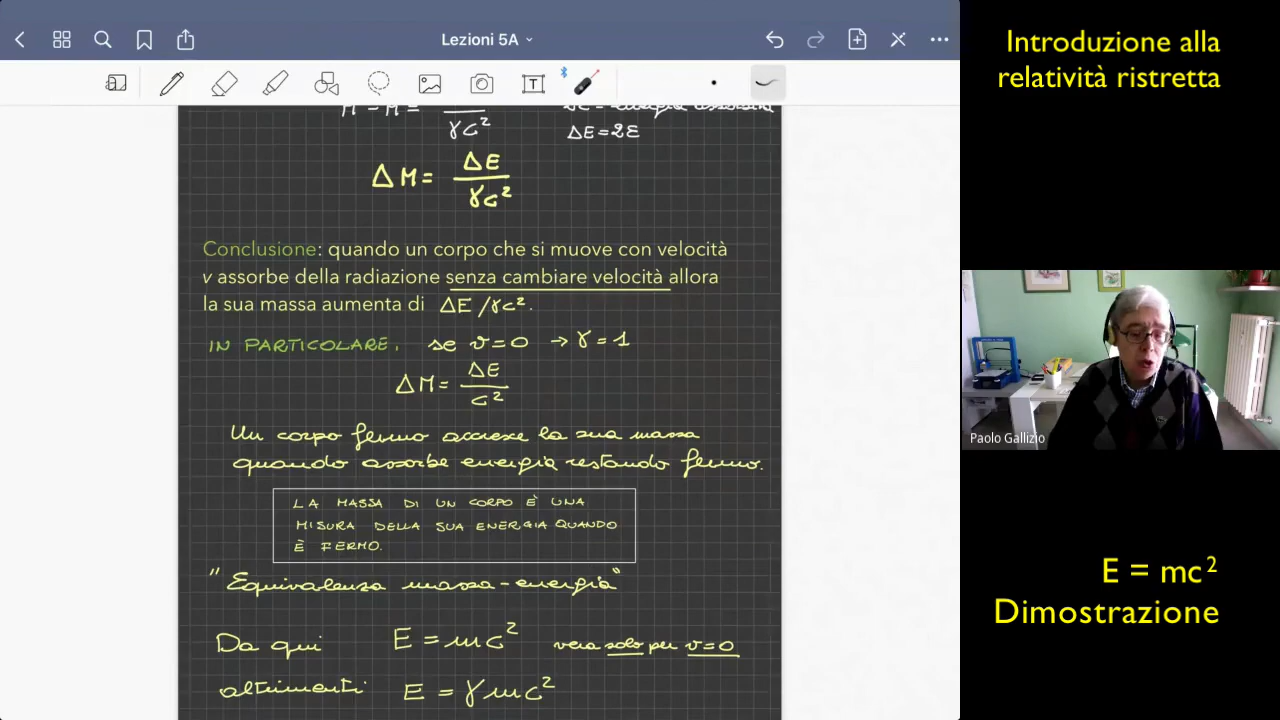 Lezioni 5A
T
γc²
ΔE = 2ε
ΔM = ΔE / γc²
Conclusione: quando un corpo che si muove con velocità
v assorbe della radiazione senza cambiare velocità allora
la sua massa aumenta di ΔE /γc².
IN PARTICOLARE, se v=0 → γ = 1
ΔM = ΔE / c²
Un corpo fermo accresce la sua massa
quando assorbe energia restando fermo.
LA MASSA DI UN CORPO È UNA
MISURA DELLA SUA ENERGIA QUANDO
È FERMO.
"Equivalenza massa-energia"
Da qui E = mc² vera solo per v=0
altrimenti E = γmc²
Introduzione alla
relatività ristretta
Paolo Gallizio
E = mc²
Dimostrazione